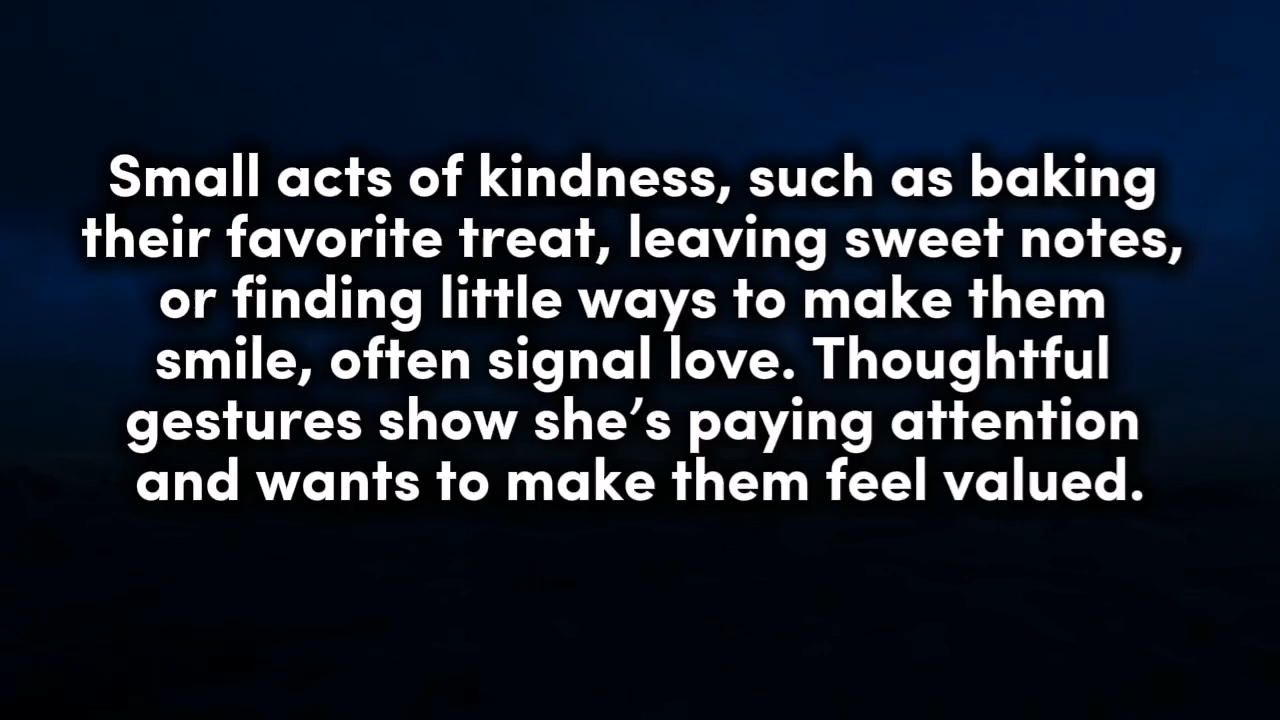 Small acts of kindness, such as baking
their favorite treat, leaving sweet notes,
or finding little ways to make them
smile, often signal love. Thoughtful
gestures show she’s paying attention
and wants to make them feel valued.